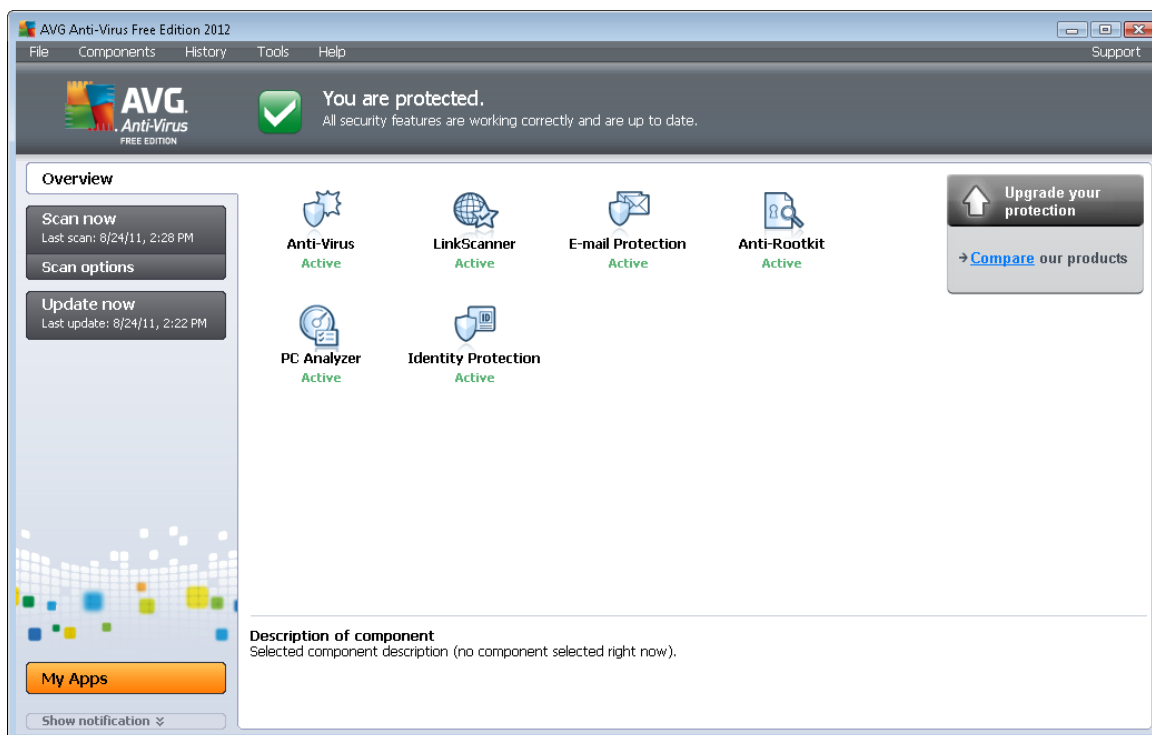 AVG Anti-Virus Free Edition 2012
File Components History Tools Help Support
AVG.
Anti-Virus
FREE EDITION
You are protected.
All security features are working correctly and are up to date.
Overview
Scan now
Last scan: 8/24/11, 2:28 PM
Scan options
Update now
Last update: 8/24/11, 2:22 PM
Anti-Virus
Active
LinkScanner
Active
E-mail Protection
Active
Anti-Rootkit
Active
PC Analyzer
Active
ID
Identity Protection
Active
Upgrade your
protection
Compare our products
Description of component
Selected component description (no component selected right now).
My Apps
Show notification